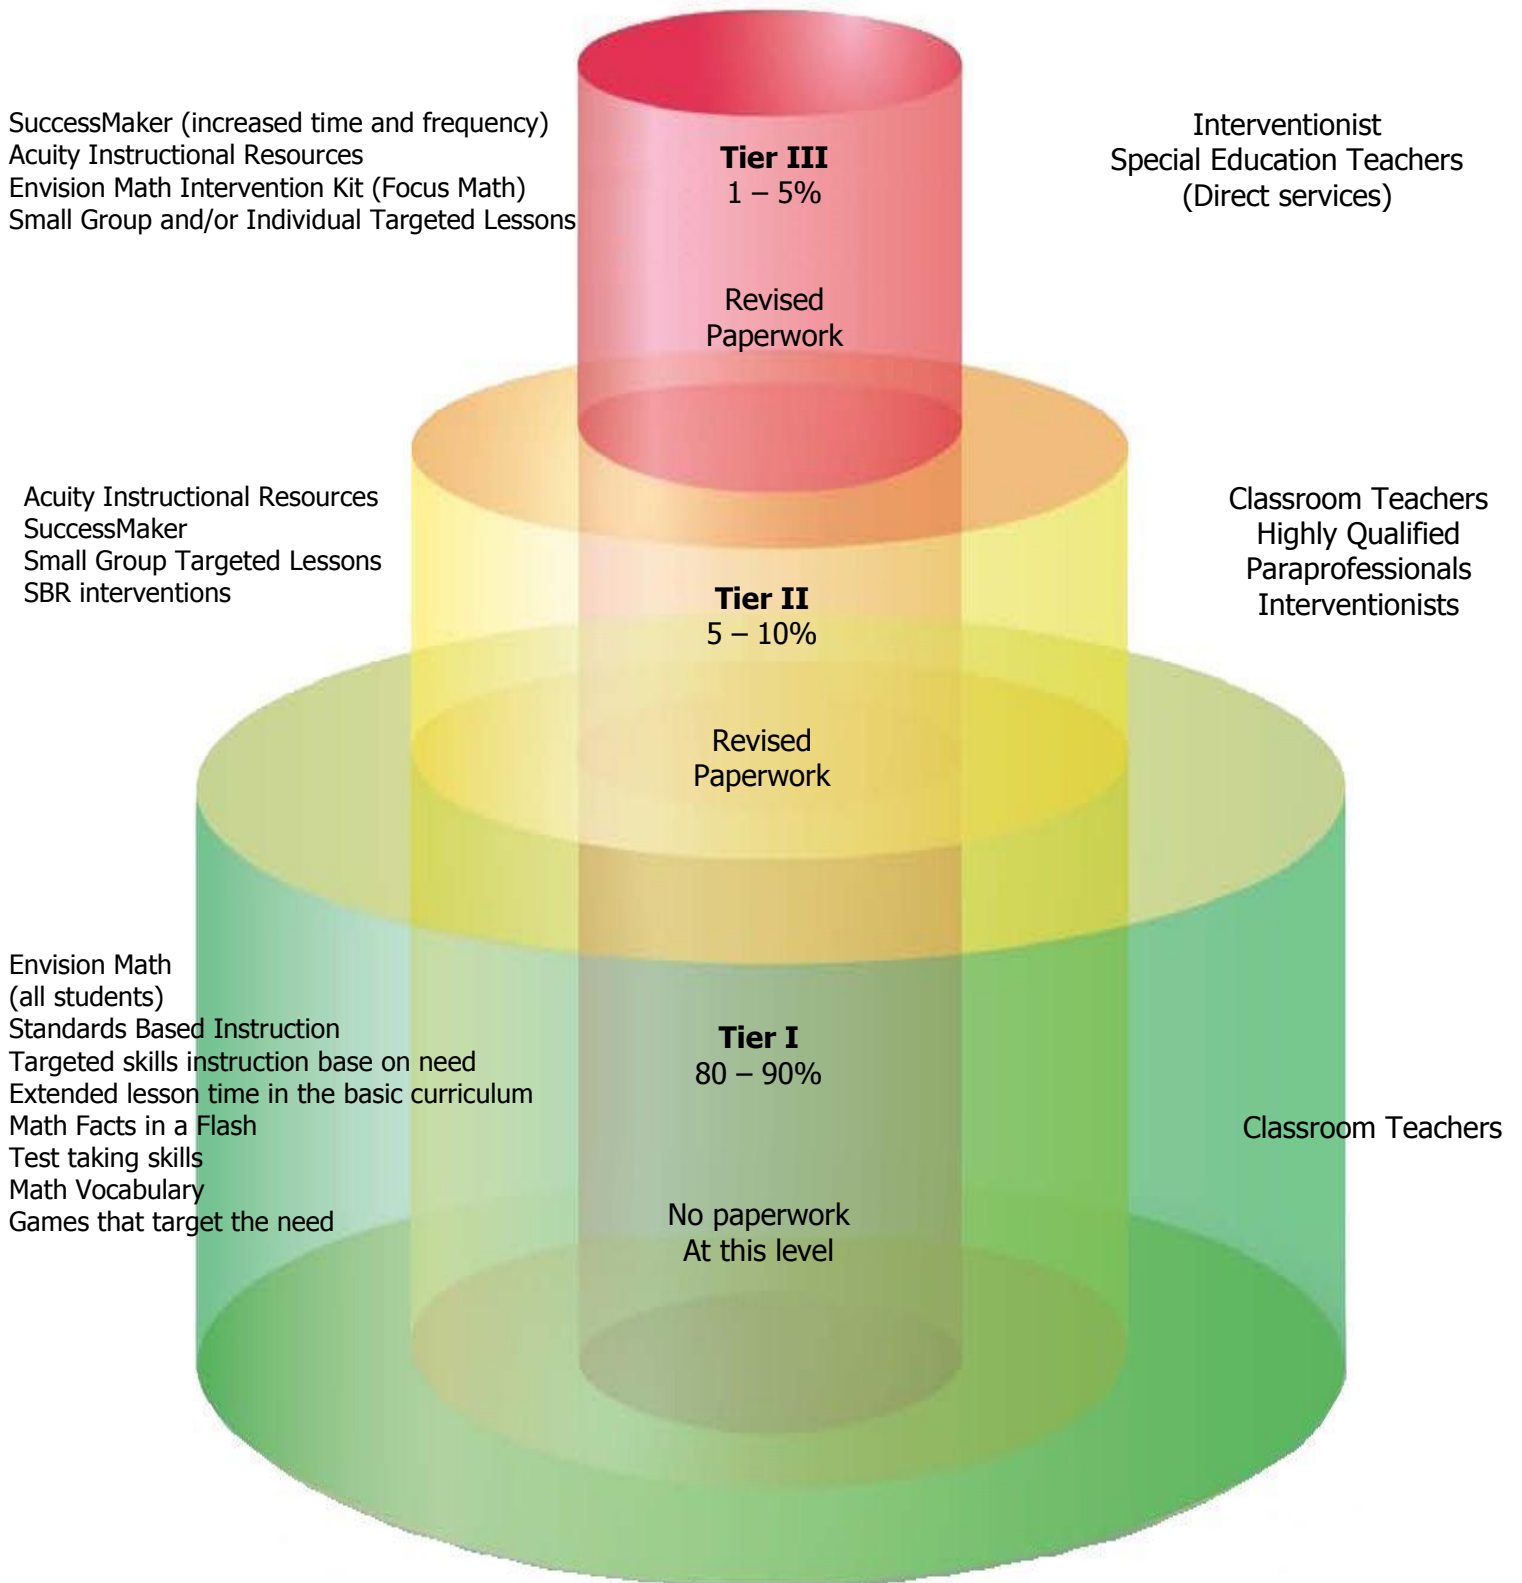 SuccessMaker (increased time and frequency)
Acuity Instructional Resources
Envision Math Intervention Kit (Focus Math)
Small Group and/or Individual Targeted Lessons
Tier III
1 – 5%
Revised
Paperwork
Interventionist
Special Education Teachers
(Direct services)
Acuity Instructional Resources
SuccessMaker
Small Group Targeted Lessons
SBR interventions
Tier II
5 – 10%
Revised
Paperwork
Classroom Teachers
Highly Qualified
Paraprofessionals
Interventionists
Envision Math
(all students)
Standards Based Instruction
Targeted skills instruction base on need
Extended lesson time in the basic curriculum
Math Facts in a Flash
Test taking skills
Math Vocabulary
Games that target the need
Tier I
80 – 90%
No paperwork
At this level
Classroom Teachers